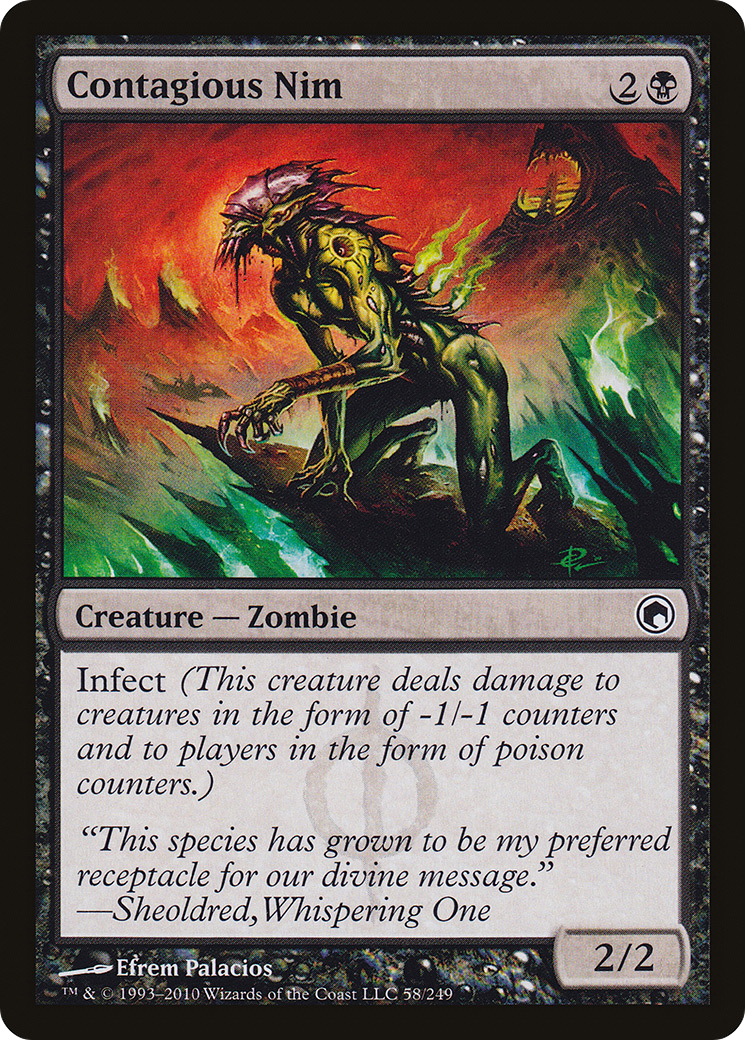 Contagious Nim 2
Creature — Zombie
Infect (This creature deals damage to
creatures in the form of -1/-1 counters
and to players in the form of poison
counters.)
“This species has grown to be my preferred
receptacle for our divine message.”
—Sheoldred, Whispering One
2/2
Efrem Palacios
™ & © 1993–2010 Wizards of the Coast LLC 58/249